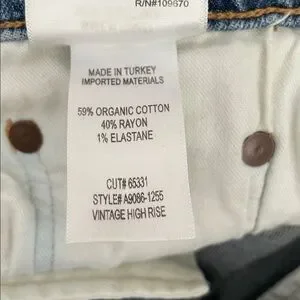 R/N#109670
MADE IN TURKEY
IMPORTED MATERIALS
59% ORGANIC COTTON
40% RAYON
1% ELASTANE
CUT# 65331
STYLE# A9086-1255
VINTAGE HIGH RISE